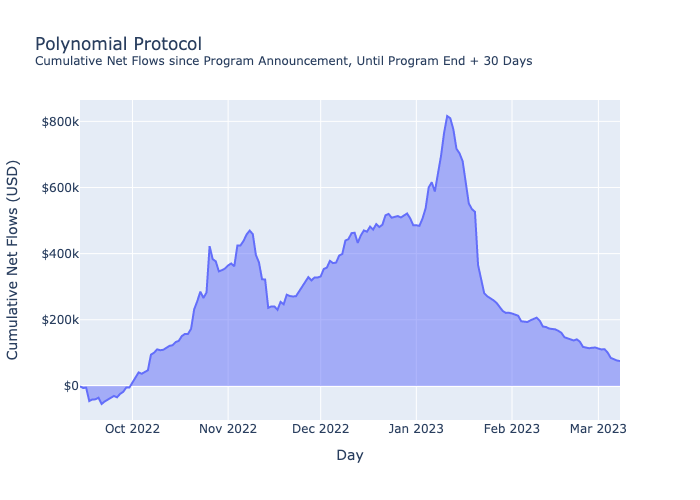 Polynomial Protocol
Cumulative Net Flows since Program Announcement, Until Program End + 30 Days
Cumulative Net Flows (USD)
$800k
$600k
$400k
$200k
$0
Oct 2022 Nov 2022 Dec 2022 Jan 2023 Feb 2023 Mar 2023
Day